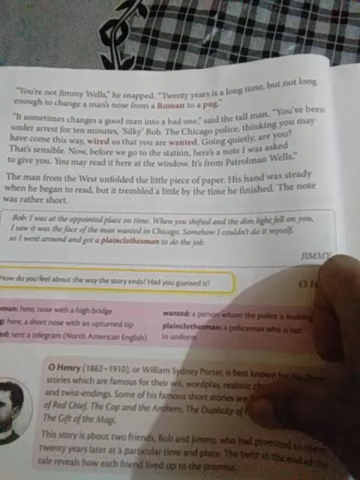 "You're not Jimmy Wells," he snapped. "Twenty years is a long time, but not long
enough to change a man's nose from a Roman to a pug."
"It sometimes changes a good man into a bad one," said the tall man. "You've been
under arrest for ten minutes, 'Silky' Bob. The Chicago police, thinking you may
have come this way, wired us that you are wanted. Going quietly, are you?
That's sensible. Now, before we go to the station, here's a note I was asked
to give you. You may read it here at the window. It's from Patrolman Wells."
The man from the West unfolded the little piece of paper. His hand was steady
when he began to read, but it trembled a little by the time he finished. The note
was rather short.
Bob: I was at the appointed place on time. When you shifted and the dim light fell on you,
I saw it was the face of the man wanted in Chicago. Somehow I couldn't do it myself,
so I went around and got a plainclothesman to do the job.
JIMMY
How do you feel about the way the story ends? Had you guessed it?
O
man: here, nose with a high bridge
g: here, a short nose with an upturned tip
ed: sent a telegram (North American English)
wanted: a person whom the police is looking
plainclothesman: a policeman who is not
in uniform
O Henry (1862–1910), or William Sydney Porter, is best known for his
stories which are famous for their wit, wordplay, realistic
and twist-endings. Some of his famous short stories are
of Red Chief, The Cop and the Anthem, The Duplicity of
The Gift of the Magi.
This story is about two friends, Bob and Jimmy, who had promised to
twenty years later at a particular time and place. The twist at the end of the
tale reveals how each friend lived up to the promise.